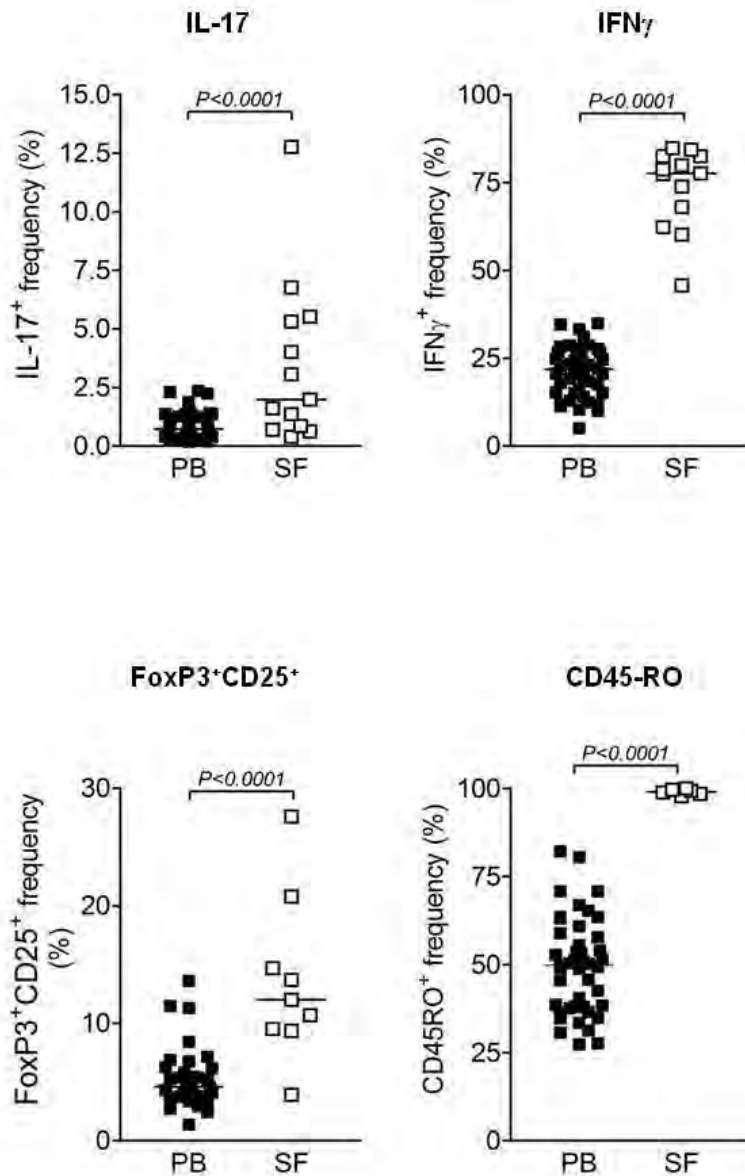 IL-17
P<0.0001
15.0
12.5
10.0
7.5
5.0
2.5
0.0
IL-17⁺ frequency (%)
PB SF
IFNγ
P<0.0001
100
75
50
25
0
IFNγ⁺ frequency (%)
PB SF
FoxP3⁺CD25⁺
P<0.0001
30
20
10
0
FoxP3⁺CD25⁺ frequency
(%)
PB SF
CD45-RO
P<0.0001
100
75
50
25
0
CD45RO⁺ frequency (%)
PB SF